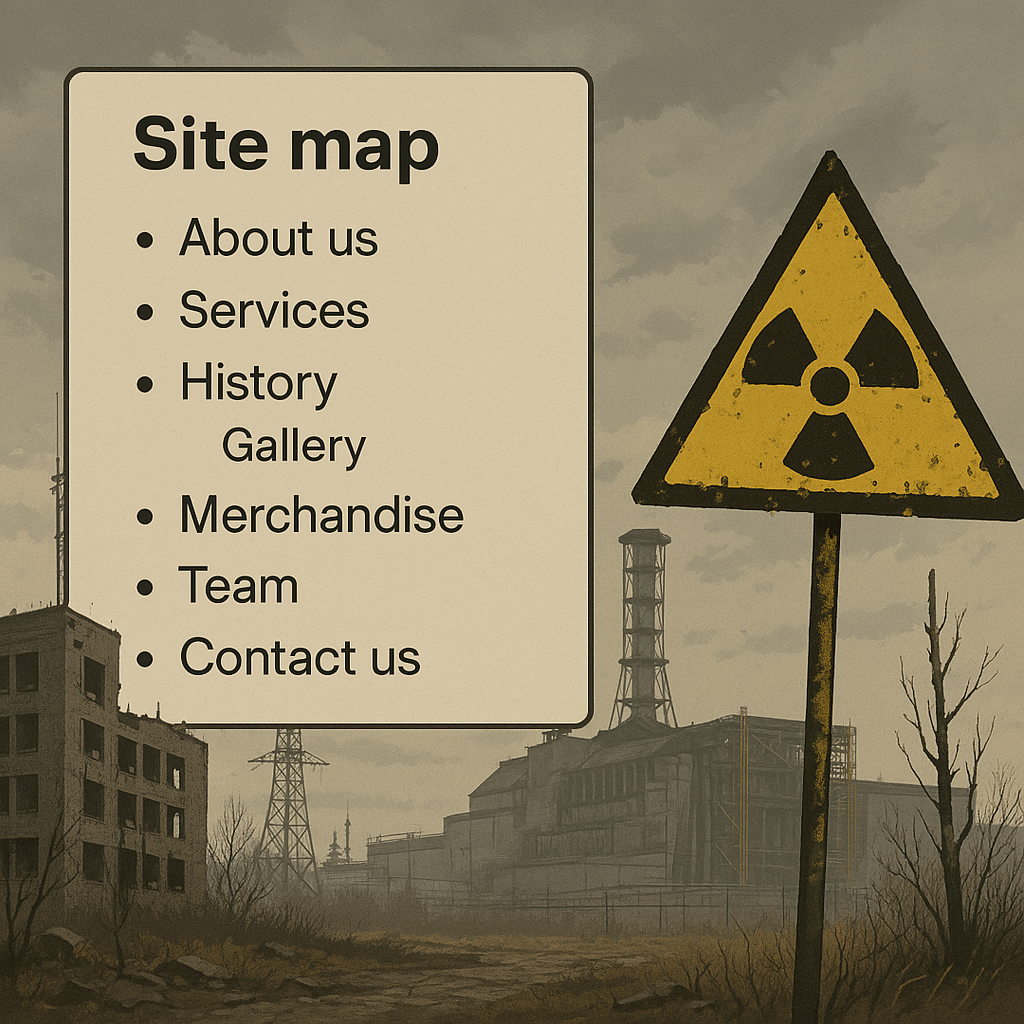 Site map
• About us
• Services
• History
Gallery
• Merchandise
• Team
• Contact us